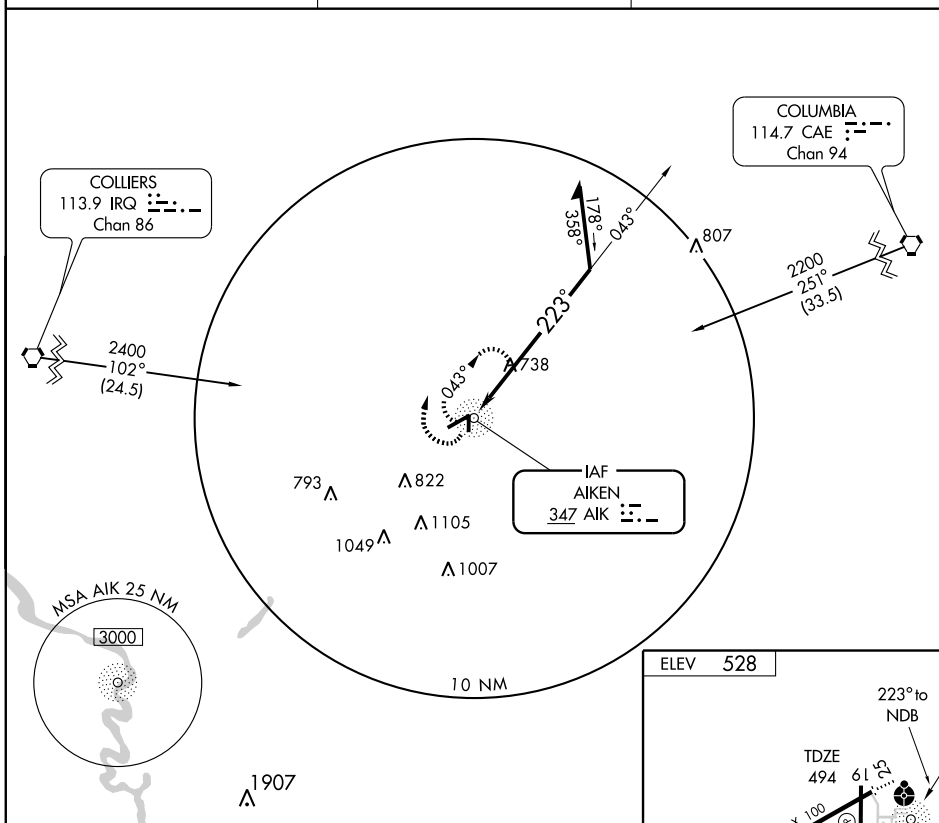 COLUMBIA
114.7 CAE
Chan 94
COLLIERS
113.9 IRQ
Chan 86
178°
358°
043°
807
2200
251°
(33.5)
223°
2400
102°
(24.5)
043°
738
IAF
AIKEN
347 AIK
793
822
1105
1049
1007
MSA AIK 25 NM
3000
10 NM
1907
ELEV 528
223° to
NDB
TDZE
494
19
25
X 100